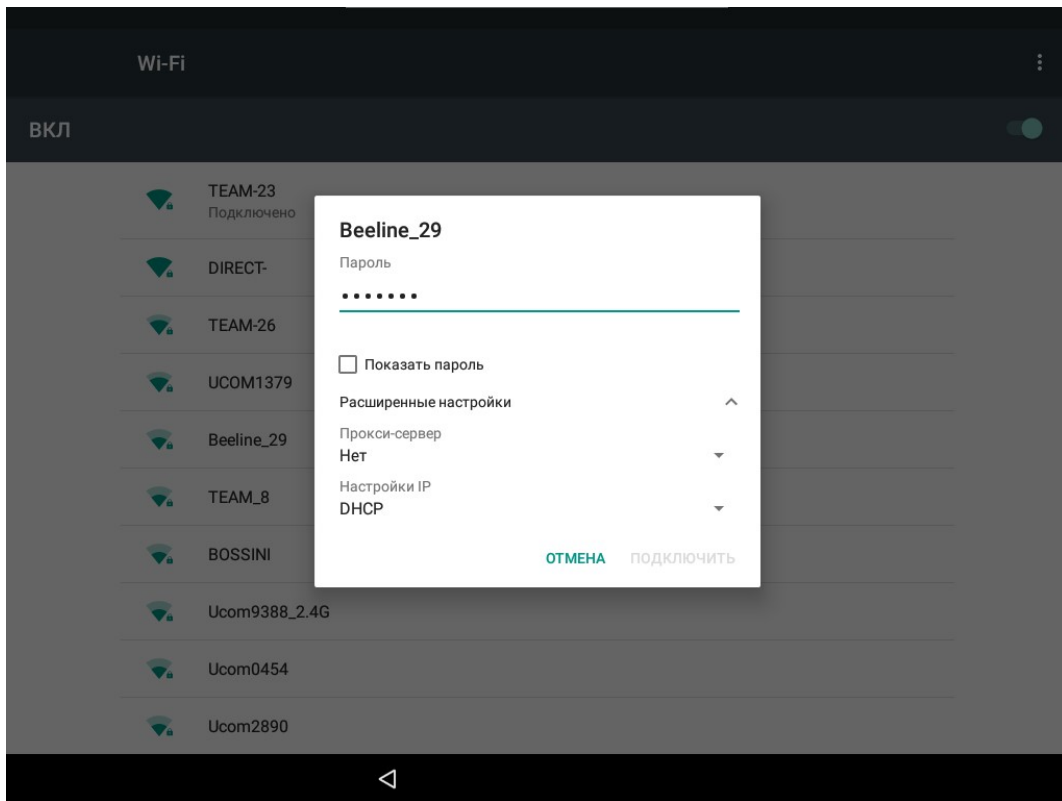 Wi-Fi
ВКЛ
TEAM-23
Подключено
DIRECT-
TEAM-26
UCOM1379
Beeline_29
TEAM_8
BOSSINI
Ucom9388_2.4G
Ucom0454
Ucom2890
Beeline_29
Пароль
•••••••
Показать пароль
Расширенные настройки
Прокси-сервер
Нет
Настройки IP
DHCP
ОТМЕНА ПОДКЛЮЧИТЬ